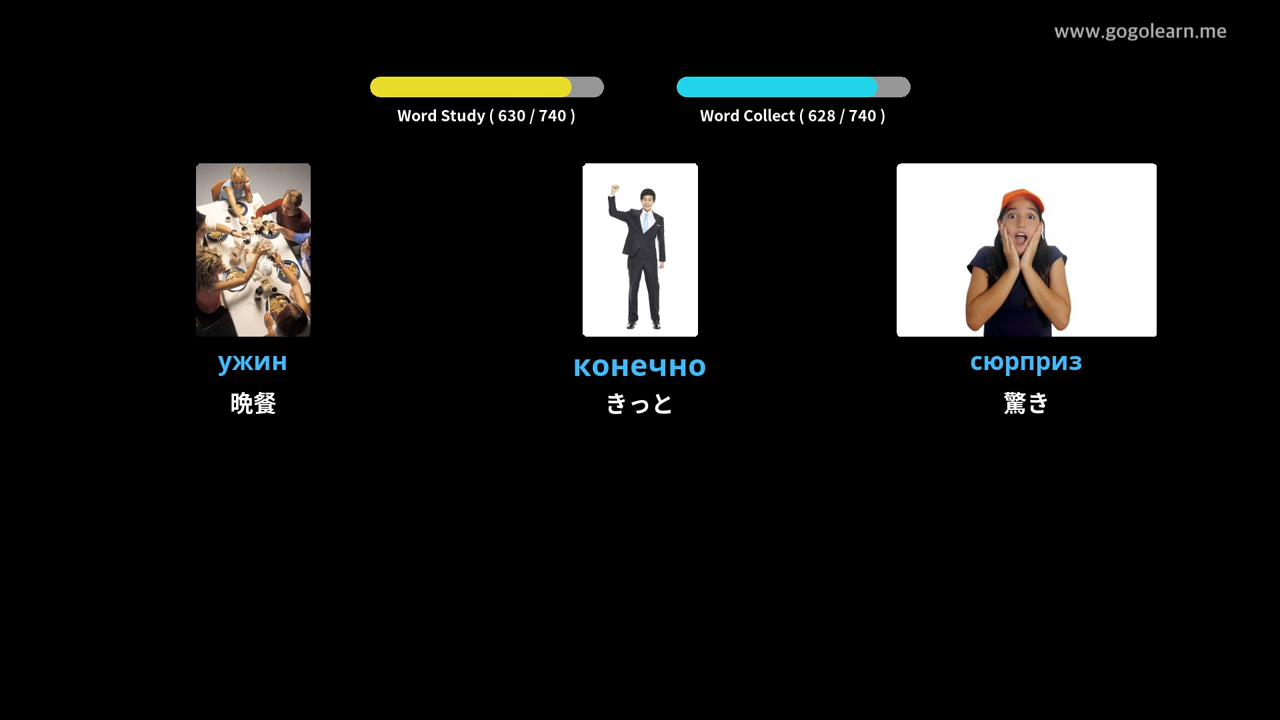 www.gogolearn.me
Word Study ( 630 / 740 )
Word Collect ( 628 / 740 )
ужин
конечно
сюрприз
晩餐
きっと
驚き